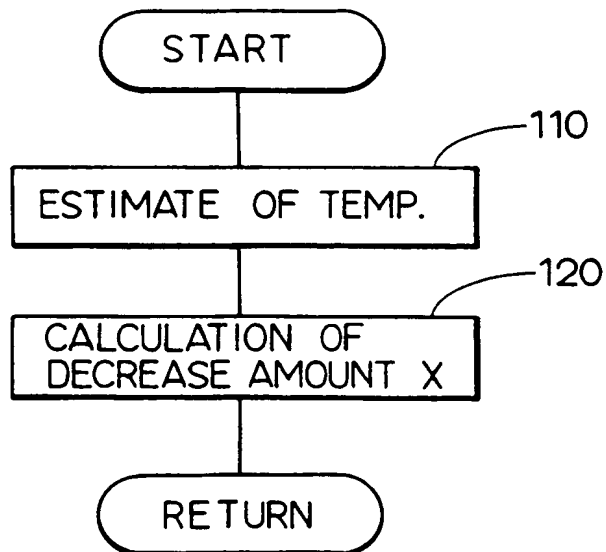 START
110
ESTIMATE OF TEMP.
120
CALCULATION OF
DECREASE AMOUNT X
RETURN